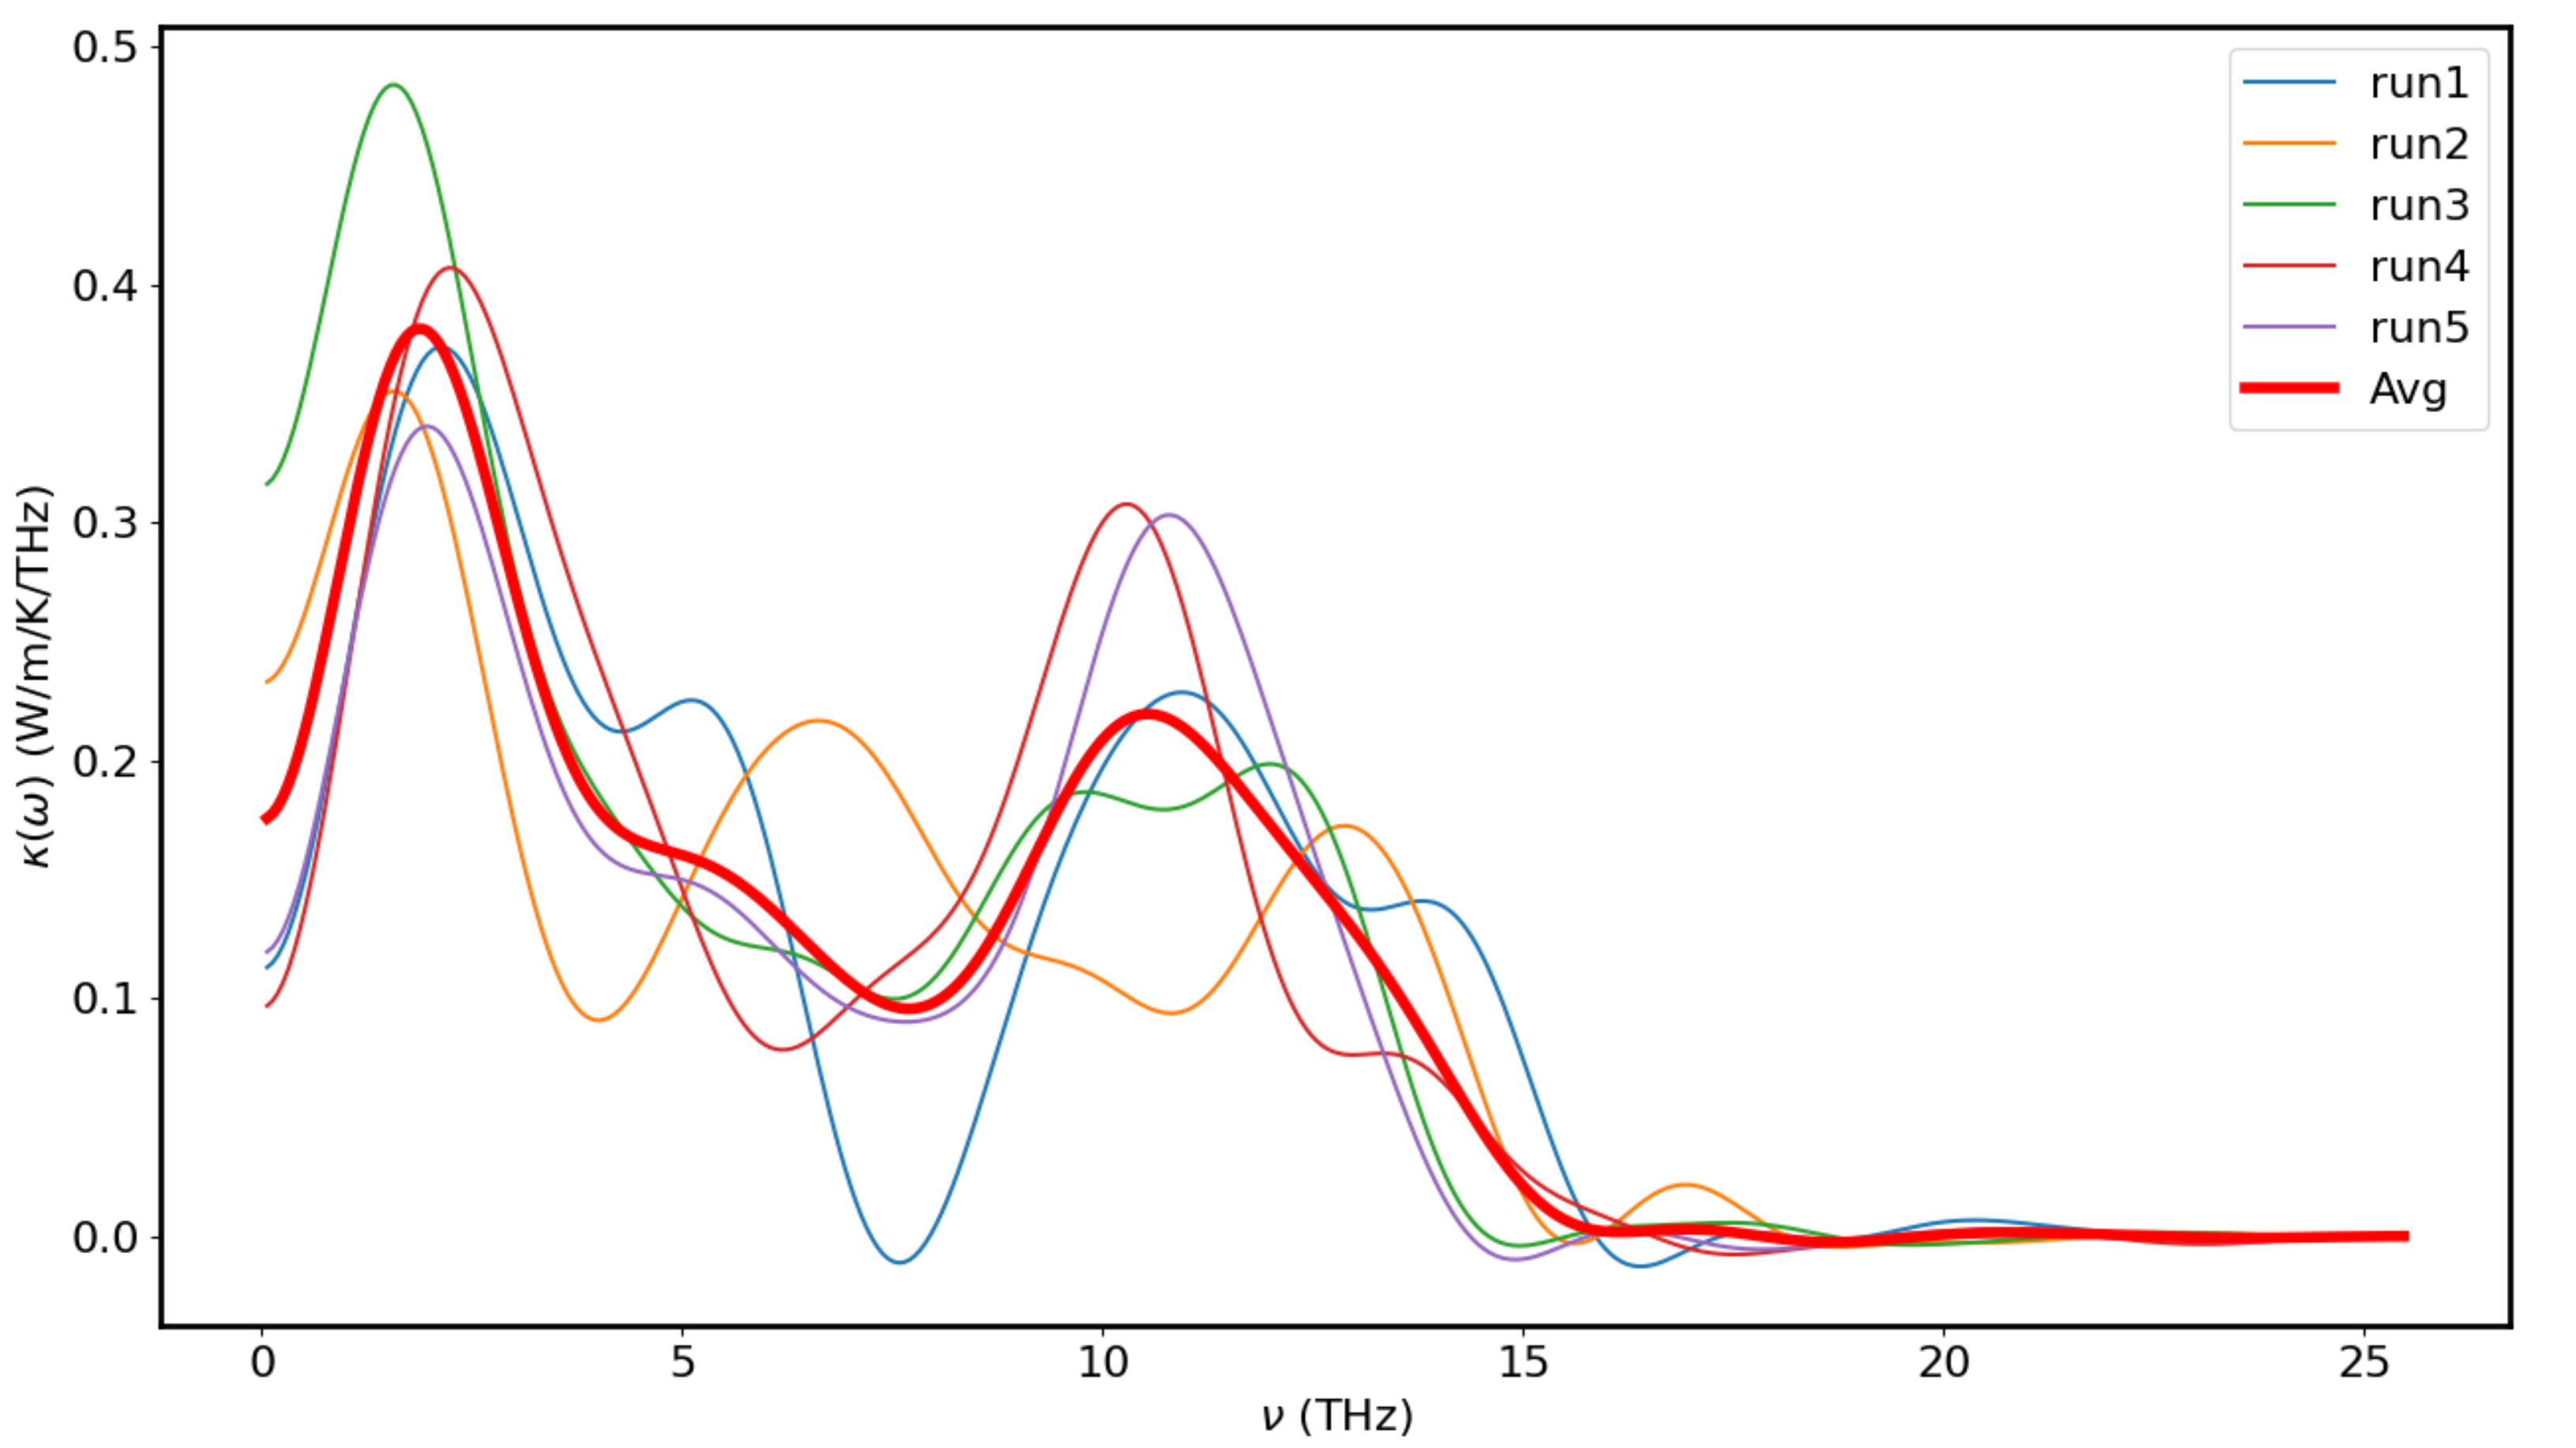 0.5
0.4
0.3
0.2
0.1
0.0
κ(ω) (W/m/K/THz)
0 5 10 15 20 25
ν (THz)
run1
run2
run3
run4
run5
Avg